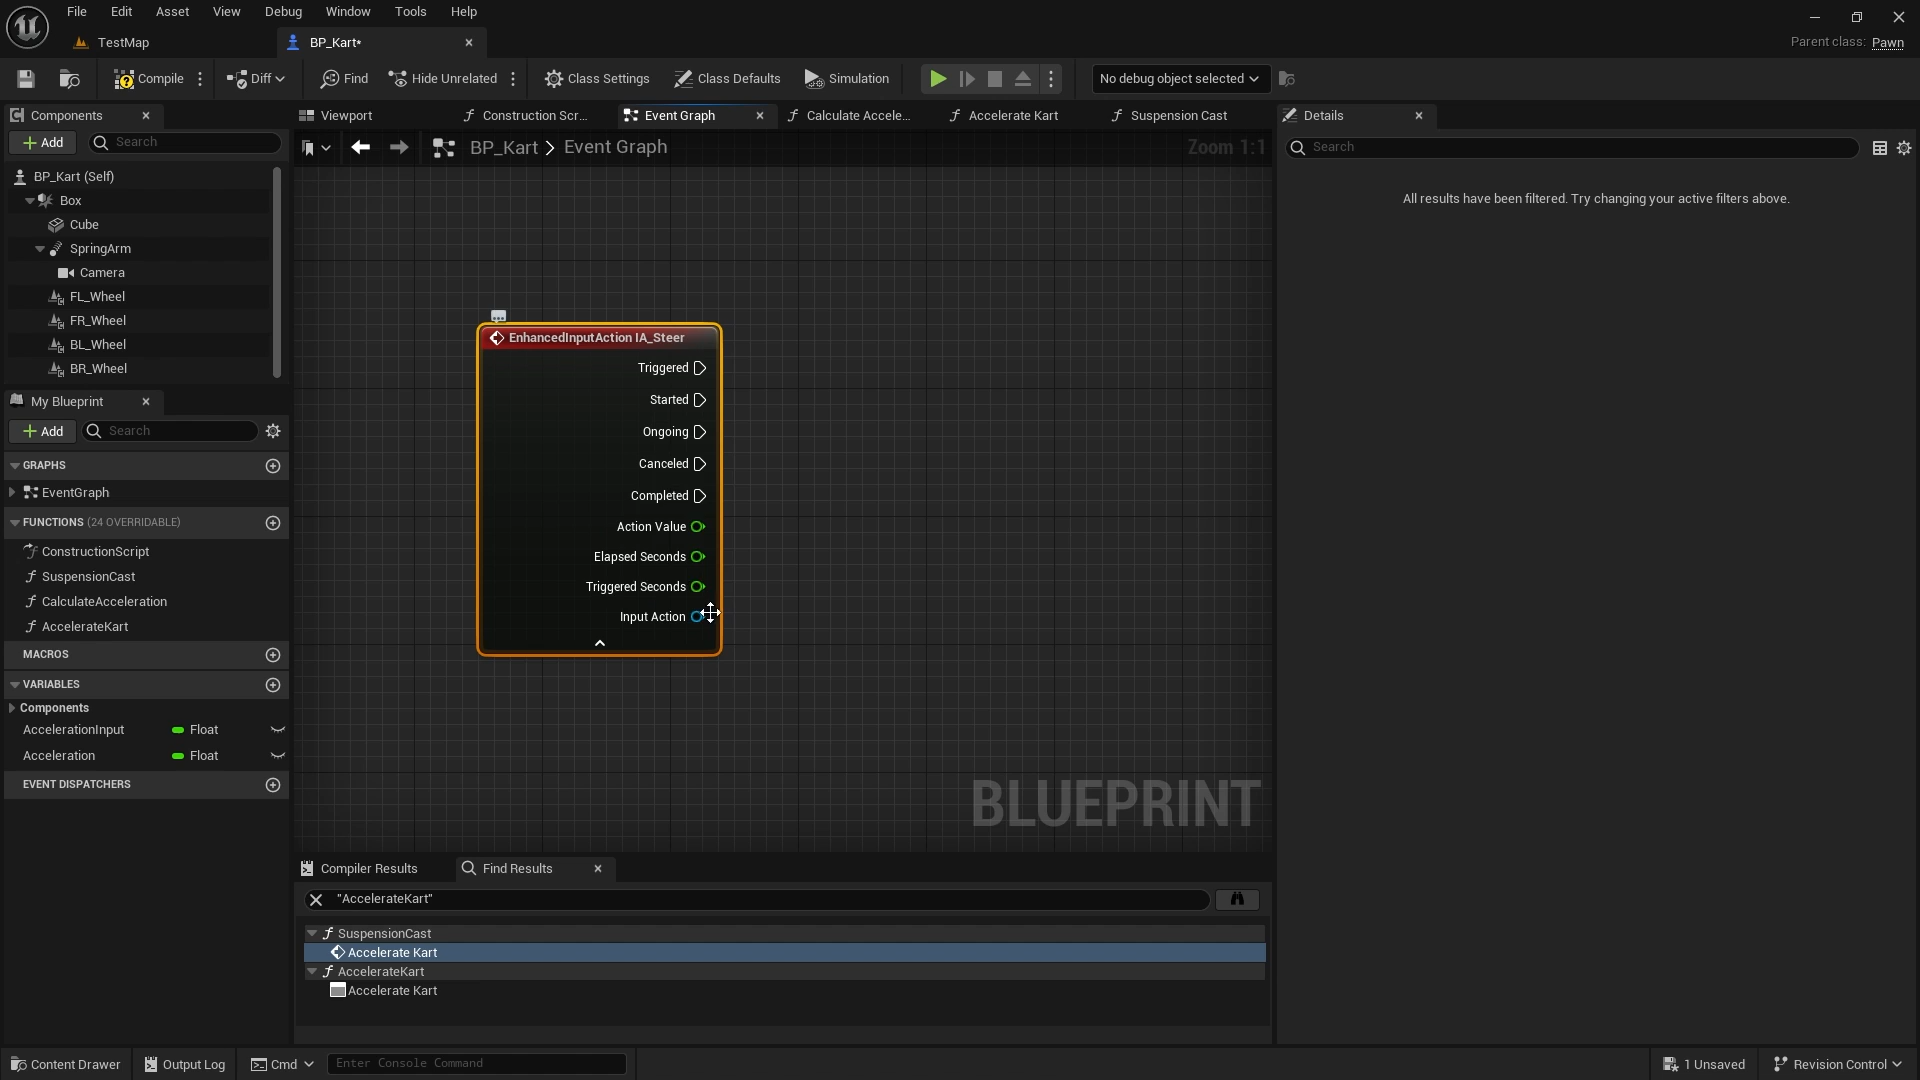 File Edit Asset View Debug Window Tools Help
TestMap
BP_Kart*
Parent class: Pawn
Compile
Diff
Find
Hide Unrelated
Class Settings
Class Defaults
Simulation
No debug object selected
Components
Add
Search
BP_Kart (Self)
Box
Cube
SpringArm
Camera
FL_Wheel
FR_Wheel
BL_Wheel
BR_Wheel
My Blueprint
Add
Search
GRAPHS
EventGraph
FUNCTIONS (24 OVERRIDABLE)
ConstructionScript
SuspensionCast
CalculateAcceleration
AccelerateKart
MACROS
VARIABLES
Components
AccelerationInput Float
Acceleration Float
EVENT DISPATCHERS
Viewport
Construction Scr...
Event Graph
Calculate Accele...
Accelerate Kart
Suspension Cast
BP_Kart > Event Graph
Zoom 1:1
EnhancedInputAction IA_Steer
Triggered
Started
Ongoing
Canceled
Completed
Action Value
Elapsed Seconds
Triggered Seconds
Input Action
BLUEPRINT
Compiler Results
Find Results
"AccelerateKart"
SuspensionCast
Accelerate Kart
AccelerateKart
Accelerate Kart
Details
Search
All results have been filtered. Try changing your active filters above.
Content Drawer
Output Log
Cmd
Enter Console Command
1 Unsaved
Revision Control